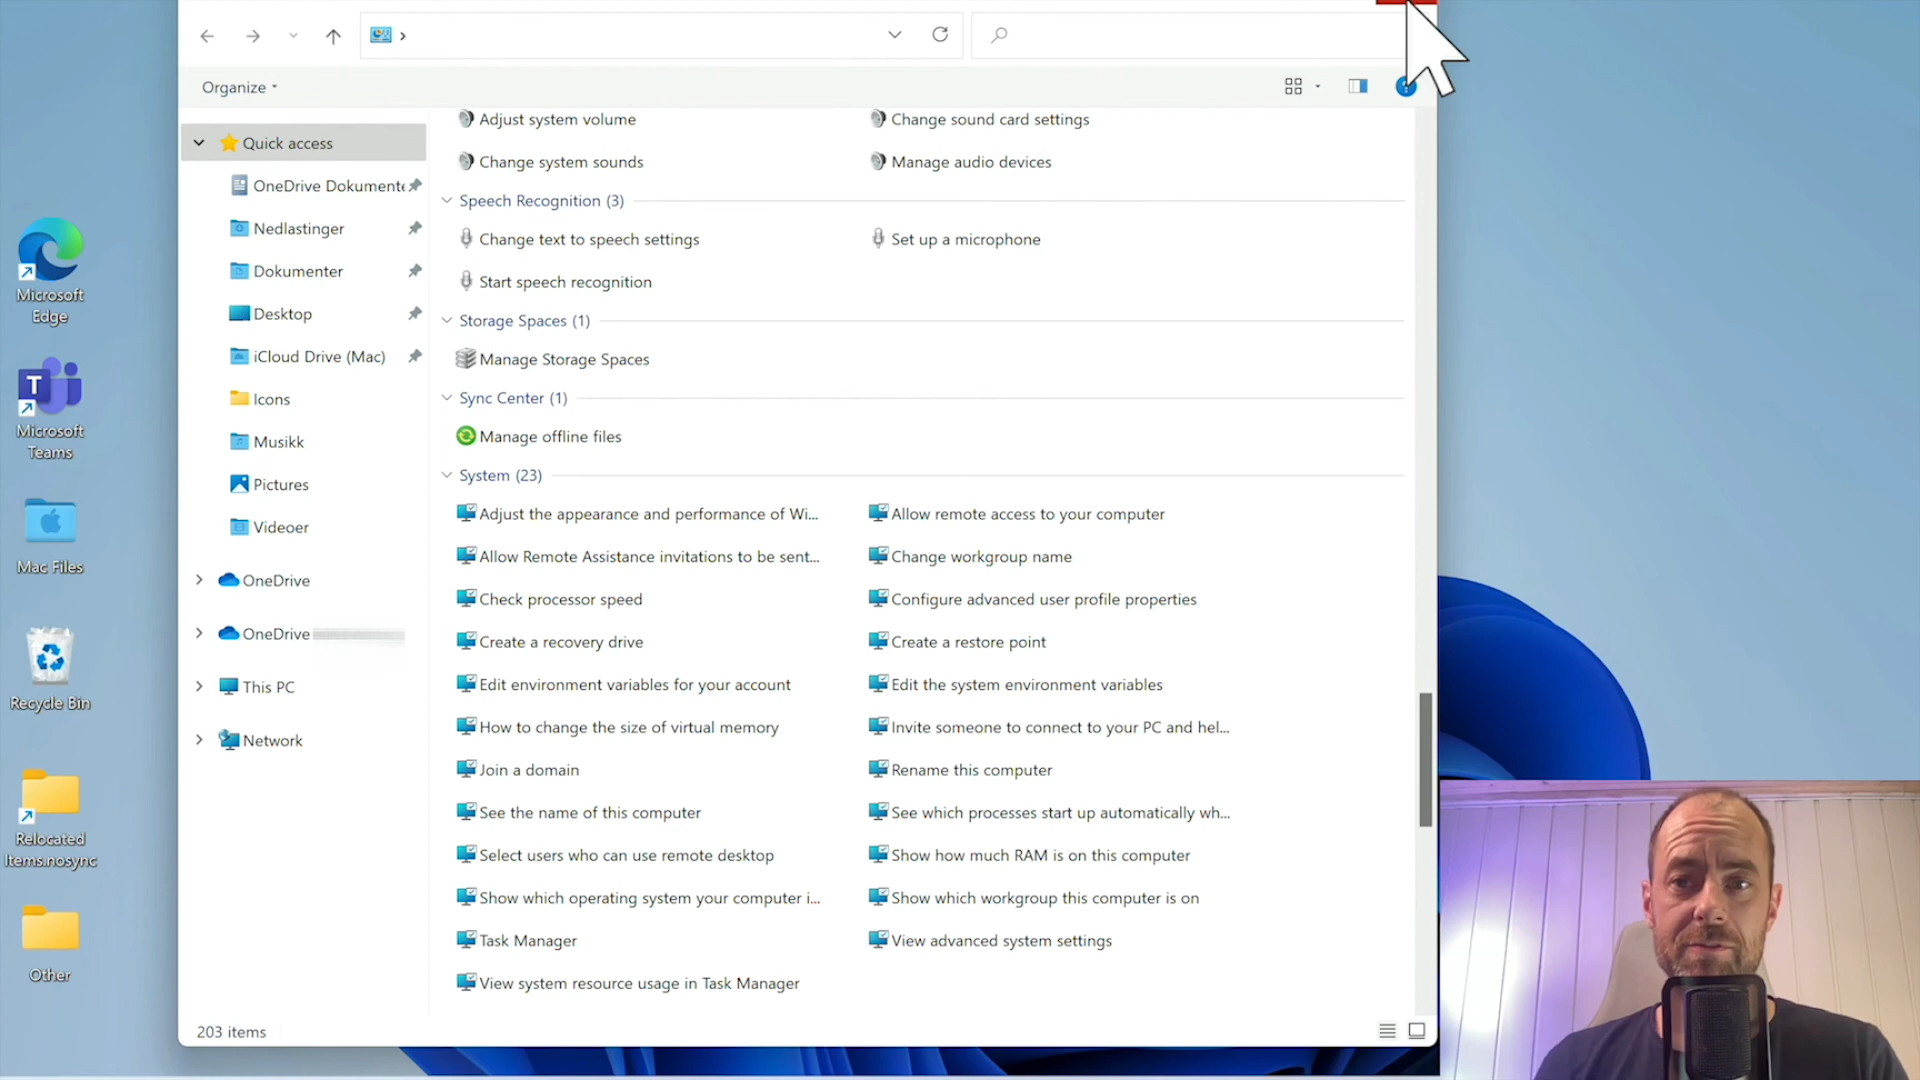 Organize
Adjust system volume
Change sound card settings
Quick access
Change system sounds
Manage audio devices
OneDrive Dokumente
Speech Recognition (3)
Nedlastinger
Change text to speech settings
Set up a microphone
Dokumenter
Start speech recognition
Microsoft
Edge
Desktop
Storage Spaces (1)
iCloud Drive (Mac)
Manage Storage Spaces
Icons
Sync Center (1)
T
Microsoft
Teams
Musikk
Manage offline files
Pictures
System (23)
Videoer
Adjust the appearance and performance of Wi...
Allow remote access to your computer
Mac Files
Allow Remote Assistance invitations to be sent...
Change workgroup name
OneDrive
Check processor speed
Configure advanced user profile properties
OneDrive
Create a recovery drive
Create a restore point
This PC
Edit environment variables for your account
Edit the system environment variables
Recycle Bin
Network
How to change the size of virtual memory
Invite someone to connect to your PC and hel...
Join a domain
Rename this computer
Relocated
Items.nosync
See the name of this computer
See which processes start up automatically wh...
Select users who can use remote desktop
Show how much RAM is on this computer
Show which operating system your computer i...
Show which workgroup this computer is on
Other
Task Manager
View advanced system settings
View system resource usage in Task Manager
203 items